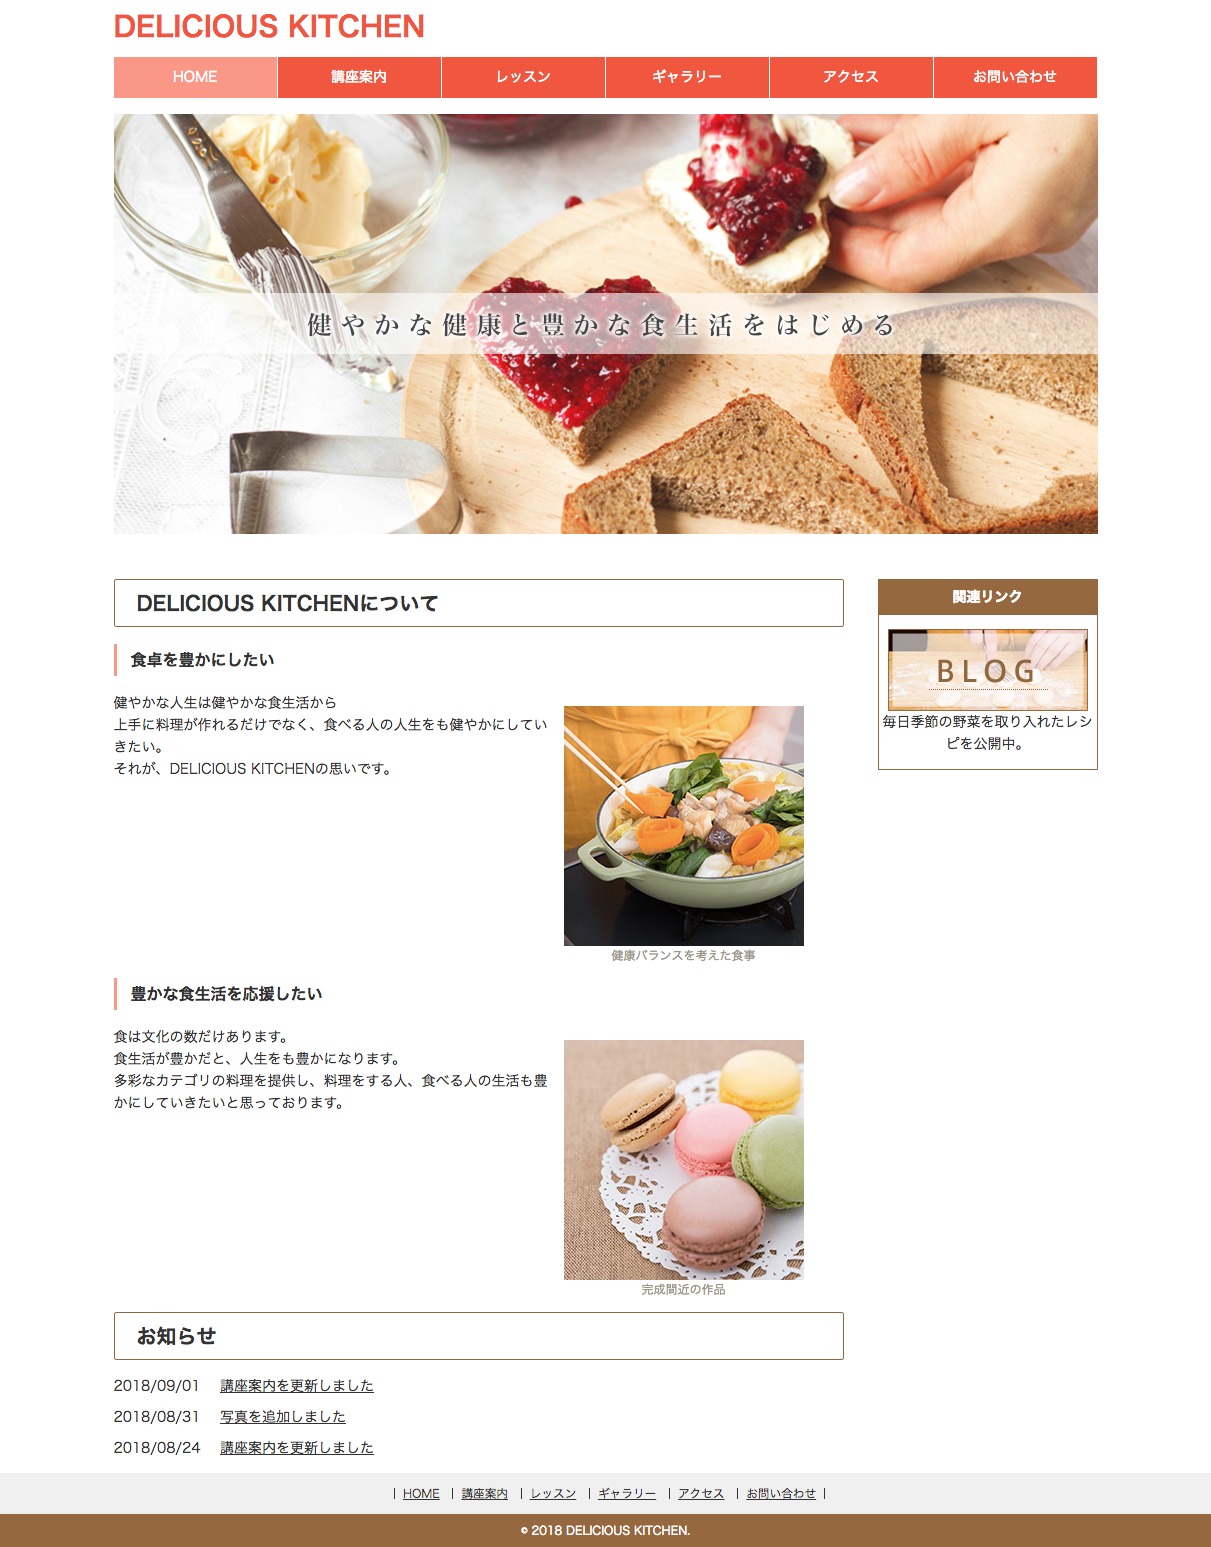 DELICIOUS KITCHEN
HOME
講座案内
レッスン
ギャラリー
アクセス
お問い合わせ
健やかな健康と豊かな食生活をはじめる
DELICIOUS KITCHENについて
食卓を豊かにしたい
健やかな人生は健やかな食生活から
上手に料理が作れるだけでなく、食べる人の人生をも健やかにしてい
きたい。
それが、DELICIOUS KITCHENの思いです。
健康バランスを考えた食事
豊かな食生活を応援したい
食は文化の数だけあります。
食生活が豊かだと、人生をも豊かになります。
多彩なカテゴリの料理を提供し、料理をする人、食べる人の生活も豊
かにしていきたいと思っております。
完成間近の作品
お知らせ
2018/09/01 講座案内を更新しました
2018/08/31 写真を追加しました
2018/08/24 講座案内を更新しました
関連リンク
BLOG
毎日季節の野菜を取り入れたレシ
ピを公開中。
| HOME | 講座案内 | レッスン | ギャラリー | アクセス | お問い合わせ |
© 2018 DELICIOUS KITCHEN.